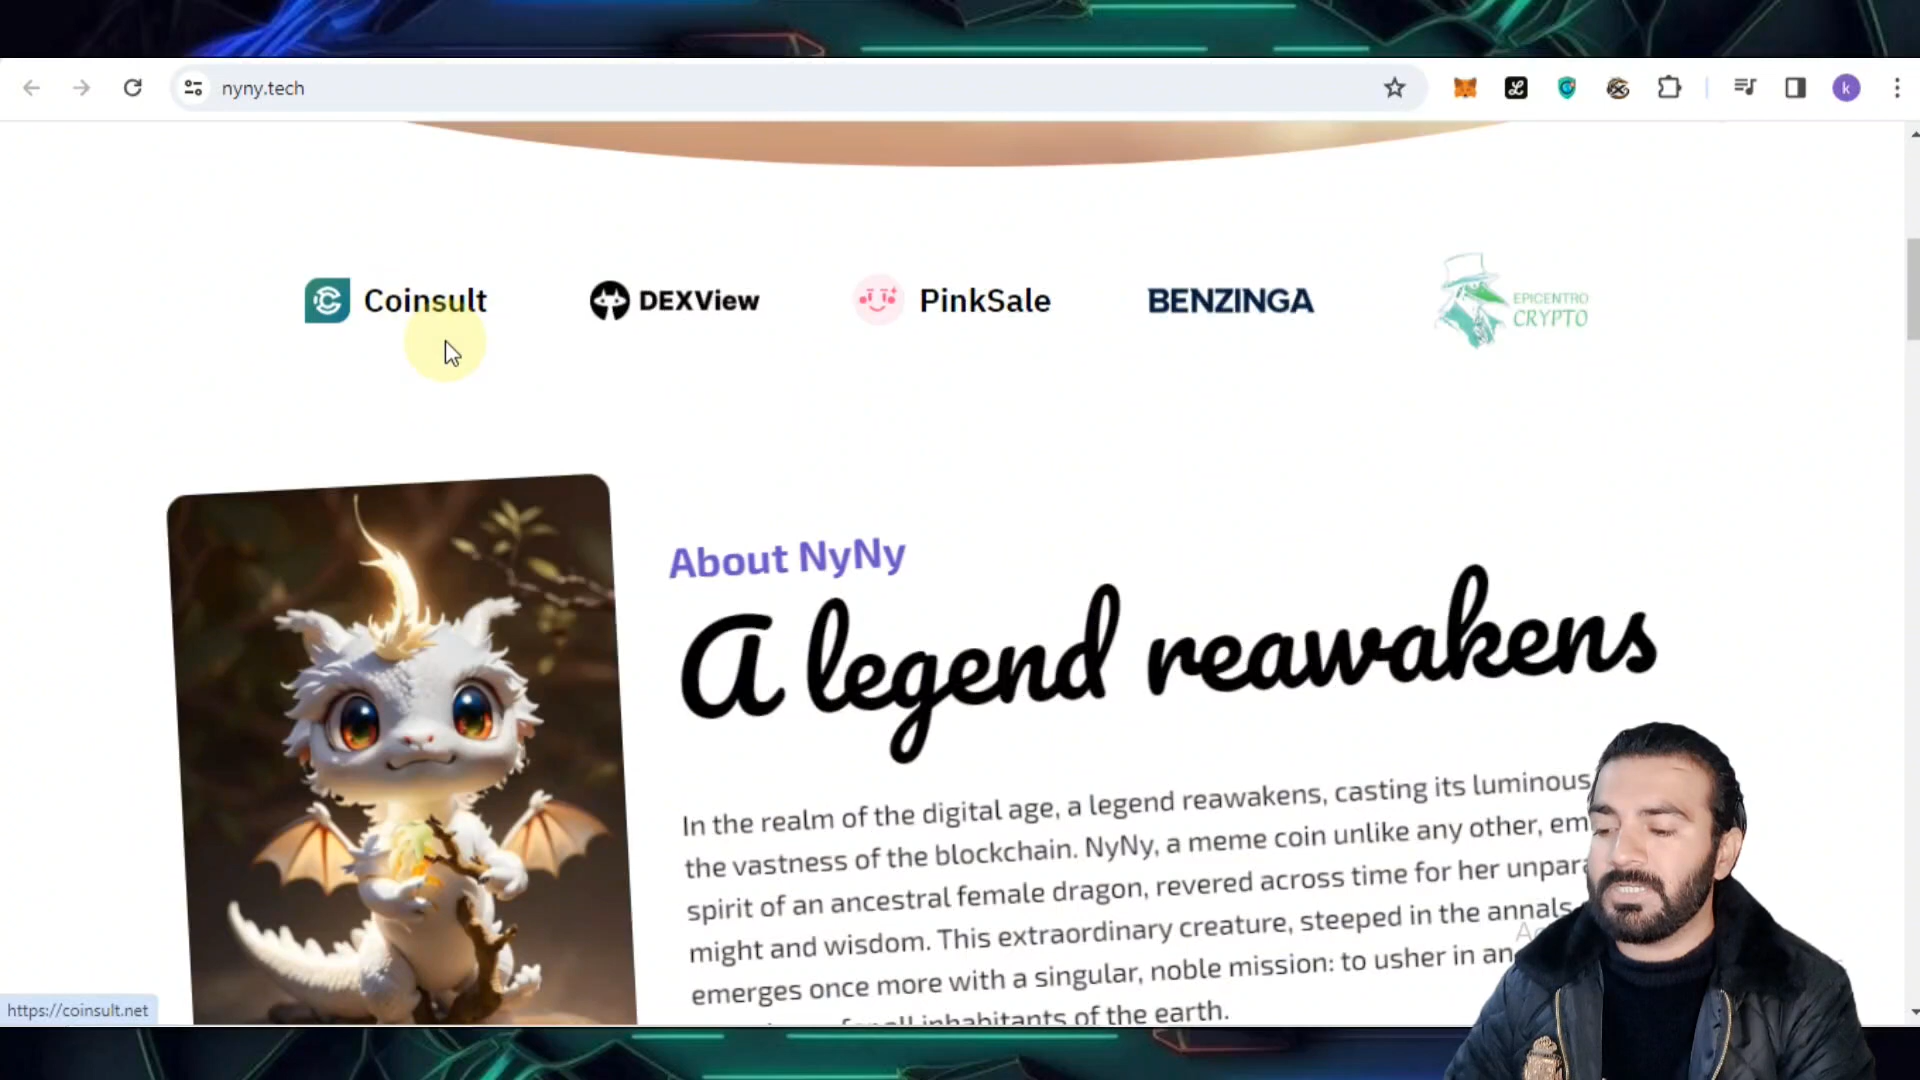 nyny.tech
k
Coinsult
DEXView
PinkSale
BENZINGA
EPICENTRO
CRYPTO
About NyNy
A legend reawakens
In the realm of the digital age, a legend reawakens, casting its luminous
the vastness of the blockchain. NyNy, a meme coin unlike any other, em
spirit of an ancestral female dragon, revered across time for her unpara
might and wisdom. This extraordinary creature, steeped in the annals
emerges once more with a singular, noble mission: to usher in an
inhabitants of the earth.
https://coinsult.net